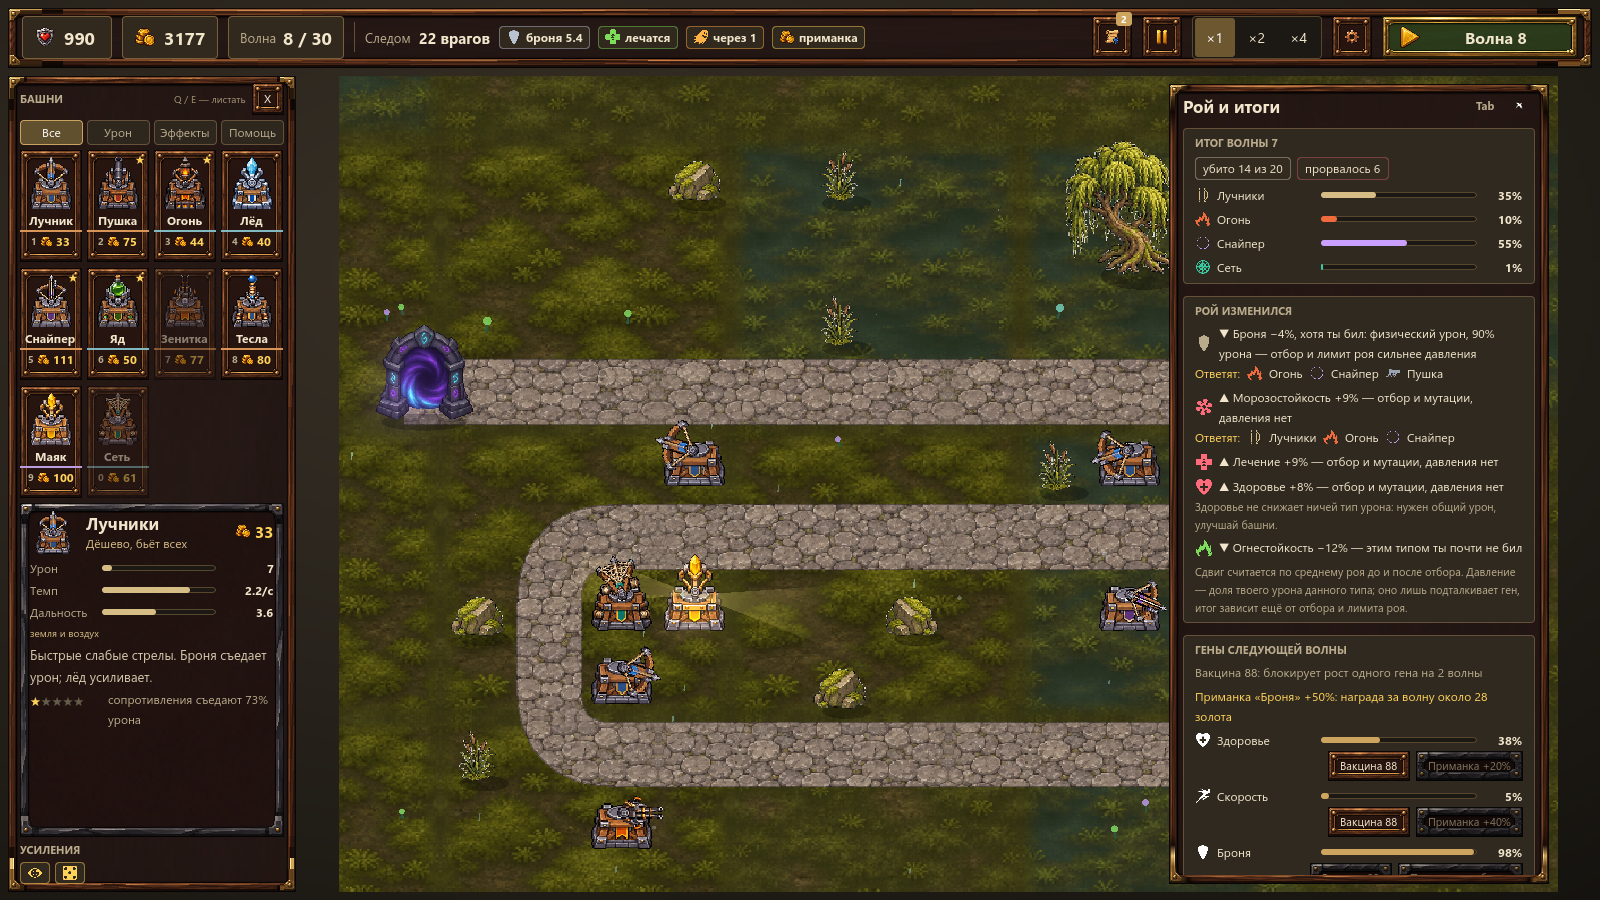 990
3177
Волна 8 / 30
Следом 22 врагов
броня 5.4
лечатся
через 1
приманка
2
×1
×2
×4
Волна 8
БАШНИ
Q / E — листать
X
Все
Урон
Эффекты
Помощь
Лучник
1 33
Пушка
2 75
Огонь
3 44
Лёд
4 40
Снайпер
5 111
Яд
6 50
Зенитка
7 77
Тесла
8 80
Маяк
9 100
Сеть
0 61
Лучники
33
Дёшево, бьёт всех
Урон 7
Темп 2.2/с
Дальность 3.6
земля и воздух
Быстрые слабые стрелы. Броня съедает
урон; лёд усиливает.
сопротивления съедают 73%
урона
УСИЛЕНИЯ
Рой и итоги
Tab
ИТОГ ВОЛНЫ 7
убито 14 из 20
прорвалось 6
Лучники 35%
Огонь 10%
Снайпер 55%
Сеть 1%
РОЙ ИЗМЕНИЛСЯ
▼ Броня −4%, хотя ты бил: физический урон, 90%
урона — отбор и лимит роя сильнее давления
Ответят: Огонь Снайпер Пушка
▲ Морозостойкость +9% — отбор и мутации,
давления нет
Ответят: Лучники Огонь Снайпер
▲ Лечение +9% — отбор и мутации, давления нет
▲ Здоровье +8% — отбор и мутации, давления нет
Здоровье не снижает ничей тип урона: нужен общий урон,
улучшай башни.
▼ Огнестойкость −12% — этим типом ты почти не бил
Сдвиг считается по среднему роя до и после отбора. Давление
— доля твоего урона данного типа; оно лишь подталкивает ген,
итог зависит ещё от отбора и лимита роя.
ГЕНЫ СЛЕДУЮЩЕЙ ВОЛНЫ
Вакцина 88: блокирует рост одного гена на 2 волны
Приманка «Броня» +50%: награда за волну около 28
золота
Здоровье 38%
Вакцина 88
Приманка +20%
Скорость 5%
Вакцина 88
Приманка +40%
Броня 98%